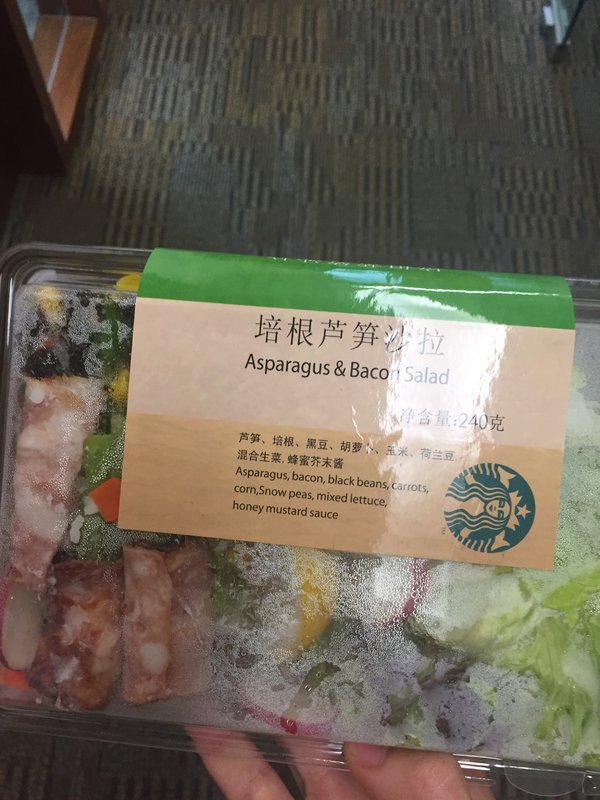 培根芦笋沙拉
Asparagus & Bacon Salad
净含量:240克
芦笋、培根、黑豆、胡萝卜、玉米、荷兰豆,
混合生菜,蜂蜜芥末酱
Asparagus, bacon, black beans, carrots,
corn,Snow peas, mixed lettuce,
honey mustard sauce
TM